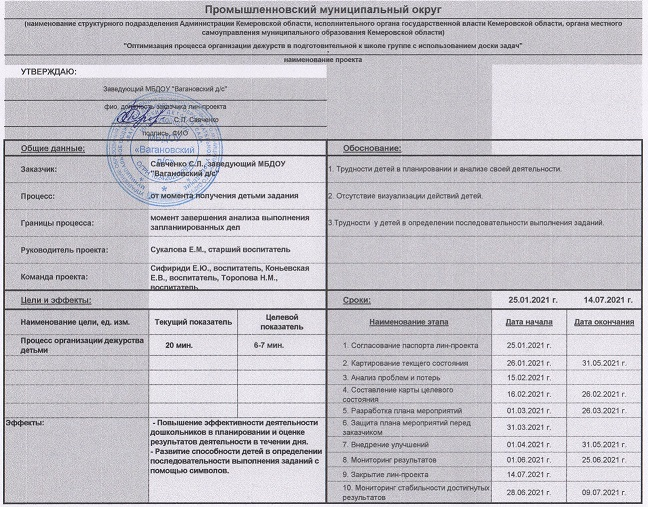 Промышленновский муниципальный округ
(наименование структурного подразделения Администрации Кемеровской области, исполнительного органа государственной власти Кемеровской области, органа местного
самоуправления муниципального образования Кемеровской области)
"Оптимизация процесса организации дежурств в подготовительной к школе группе с использованием доски задач"
наименование проекта
УТВЕРЖДАЮ:
Заведующий МБДОУ "Вагановский д/с"
фио, должность заказчика лин-проекта
Савченко
подпись, ФИО
МБДОУ
«Вагановский
д/с»
Общие данные:
Заказчик:
Савченко С.Л., заведующий МБДОУ
"Вагановский д/с"
Процесс:
от момента получения детьми задания
Границы процесса:
момент завершения анализа выполнения
запланированных дел
Руководитель проекта:
Сукалова Е.М., старший воспитатель
Команда проекта:
Сифириди Е.Ю., воспитатель, Коньевская
Е.В., воспитатель, Торопова Н.М.,
воспитатель
Обоснование:
1. Трудности детей в планировании и анализе своей деятельности.
2. Отсутствие визуализации действий детей.
3.Трудности у детей в определении последовательности выполнения заданий.
Цели и эффекты:
Наименование цели, ед. изм.
Текущий показатель
Целевой
показатель
Процесс организации дежурства
детьми
20 мин.
6-7 мин.
Эффекты:
- Повышение эффективности деятельности
дошкольников в планировании и оценке
результатов деятельности в течении дня.
- Развитие способности детей в определении
последовательности выполнения заданий с
помощью символов.
Сроки: 25.01.2021 г. 14.07.2021 г.
Наименование этапа Дата начала Дата окончания
1. Согласование паспорта лин-проекта 25.01.2021 г.
2. Картирование текщего состояния 26.01.2021 г. 31.05.2021 г.
3. Анализ проблем и потерь 15.02.2021 г.
4. Составление карты целевого
состояния 16.02.2021 г. 26.02.2021 г.
5. Разработка плана мероприятий 01.03.2021 г. 26.03.2021 г.
6. Защита плана мероприятий перед
заказчиком 31.03.2021 г.
7. Внедрение улучшений 01.04.2021 г. 31.05.2021 г.
8. Мониторинг результатов 01.06.2021 г. 25.06.2021 г.
9. Закрытие лин-проекта 14.07.2021 г.
10. Мониторинг стабильности достигнутых
результатов 28.06.2021 г. 09.07.2021 г.